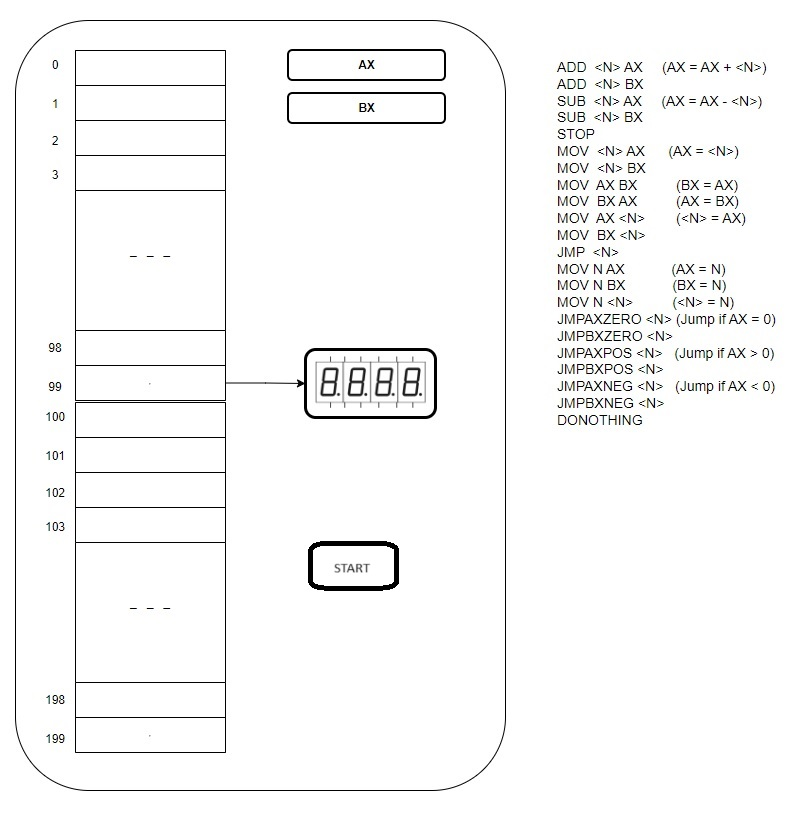 0
AX
1
BX
2
3
– – –
98
99
8.8.8.8.
100
101
102
103
START
– – –
198
199
ADD <N> AX (AX = AX + <N>)
ADD <N> BX
SUB <N> AX (AX = AX - <N>)
SUB <N> BX
STOP
MOV <N> AX (AX = <N>)
MOV <N> BX
MOV AX BX (BX = AX)
MOV BX AX (AX = BX)
MOV AX <N> (<N> = AX)
MOV BX <N>
JMP <N>
MOV N AX (AX = N)
MOV N BX (BX = N)
MOV N <N> (<N> = N)
JMPAXZERO <N> (Jump if AX = 0)
JMPBXZERO <N>
JMPAXPOS <N> (Jump if AX > 0)
JMPBXPOS <N>
JMPAXNEG <N> (Jump if AX < 0)
JMPBXNEG <N>
DONOTHING